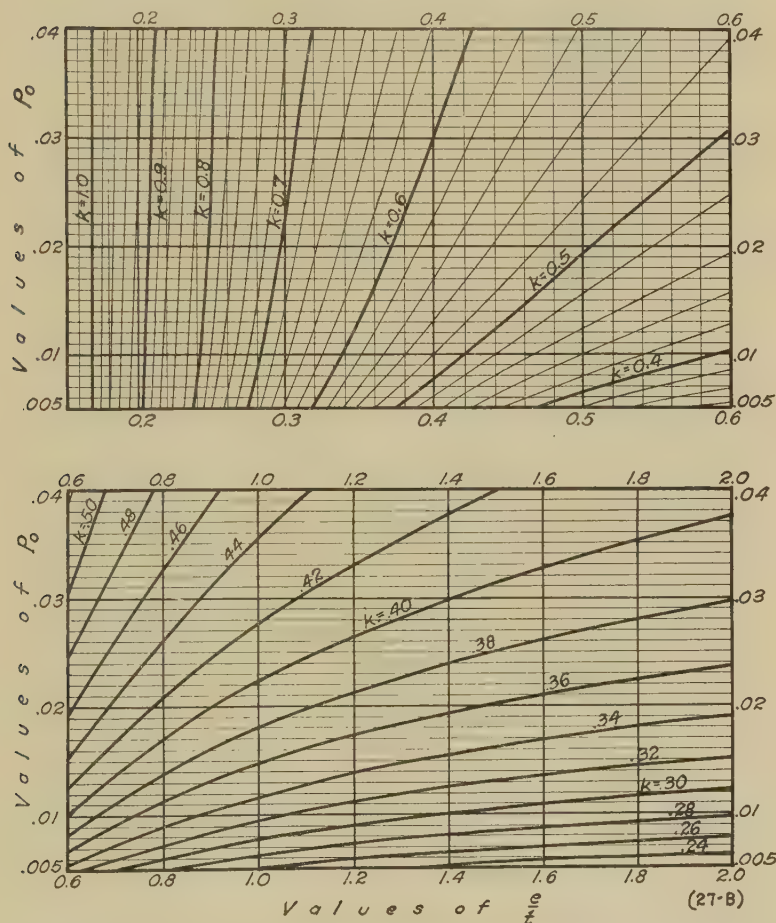 0.2 0.3 0.4 0.5 0.6
.04 .04
.03 .03
.02 .02
.01 .01
.005 .005
Values of P₀
k=1.0 k=0.9 k=0.8 k=0.7 k=0.6 k=0.5 k=0.4
0.2 0.3 0.4 0.5 0.6
0.6 0.8 1.0 1.2 1.4 1.6 1.8 2.0
.04 .04
.03 .03
.02 .02
.01 .01
.005 .005
Values of P₀
k=50 .48 .46 .44 .42 k=.40 .38 .36 .34 .32 k=.30 .28 .26 .24
0.6 0.8 1.0 1.2 1.4 1.6 1.8 2.0
Values of e/t
(27-B)